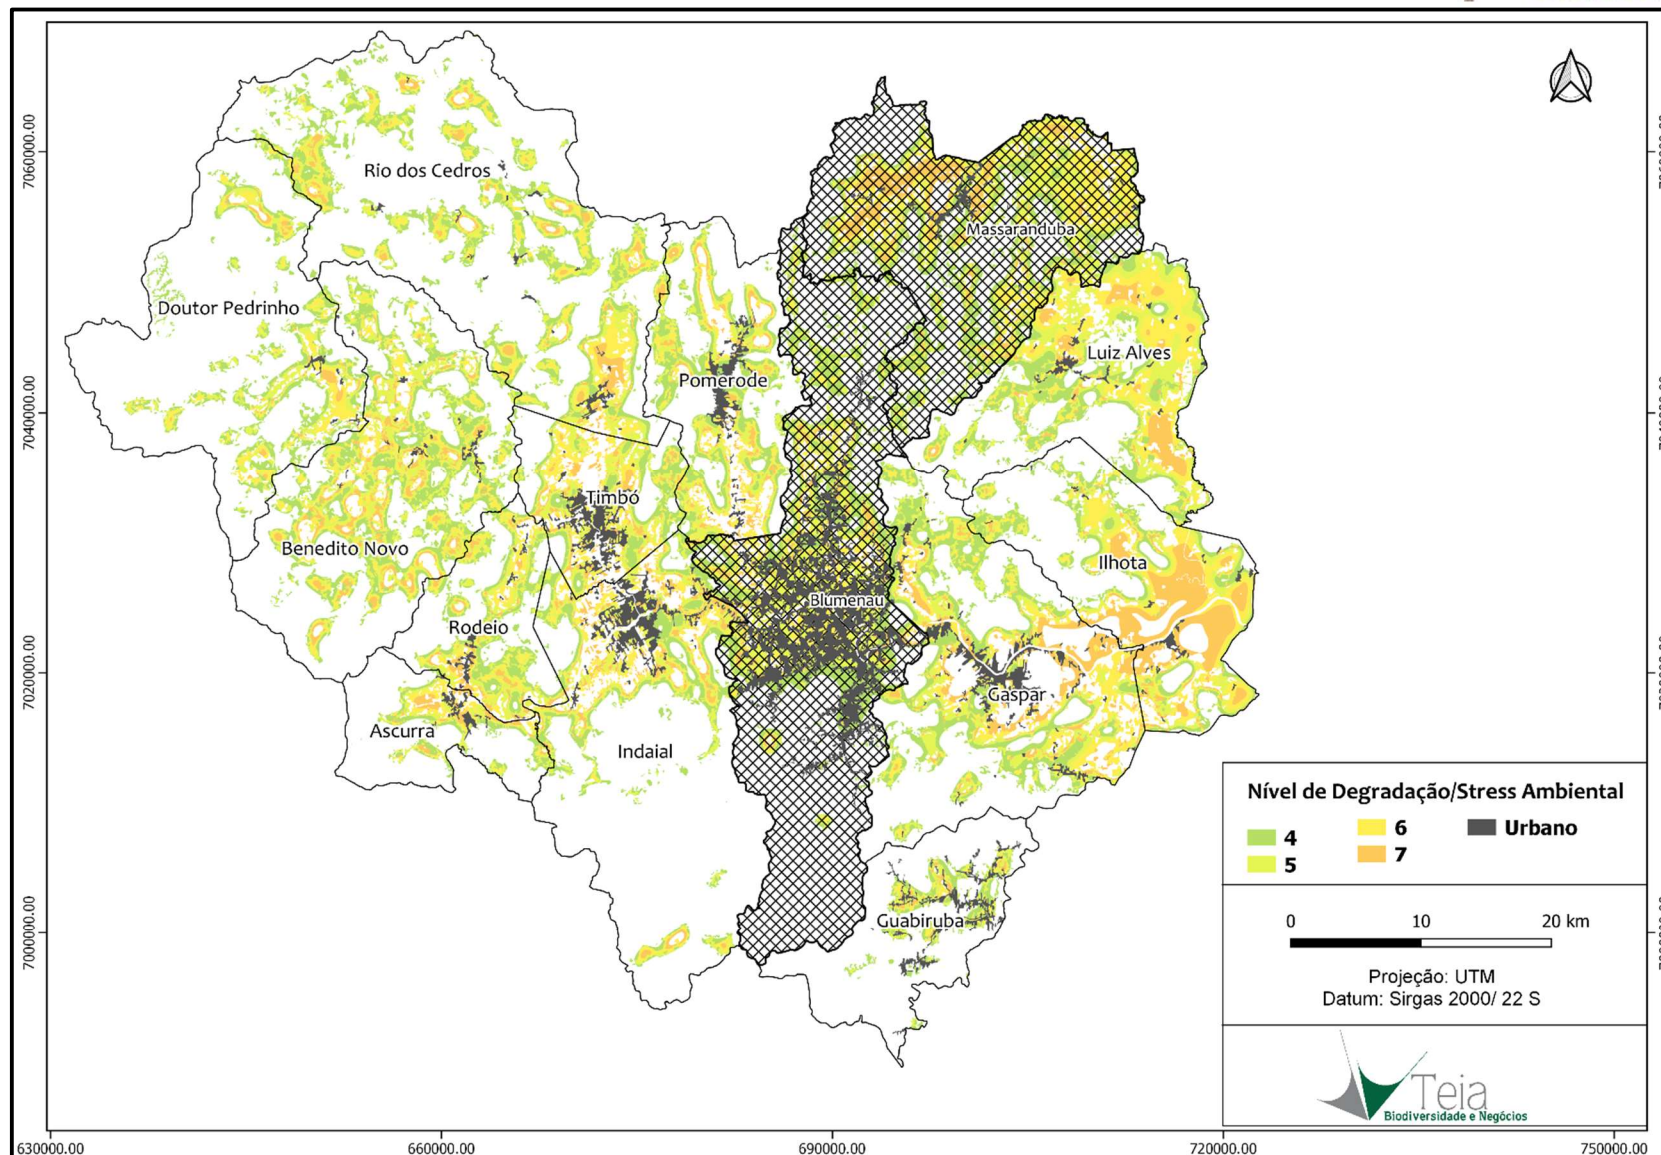 Rio dos Cedros
Massaranduba
Doutor Pedrinho
Luiz Alves
Pomerode
Timbó
Benedito Novo
Ilhota
Blumenau
Rodeio
Gaspar
Ascurra
Indaial
Guabiruba
7060000.00
7040000.00
7020000.00
7000000.00
Nível de Degradação/Stress Ambiental
4 6 Urbano
5 7
0 10 20 km
Projeção: UTM
Datum: Sirgas 2000/ 22 S
Teia
Biodiversidade e Negócios
630000.00 660000.00 690000.00 720000.00 750000.00